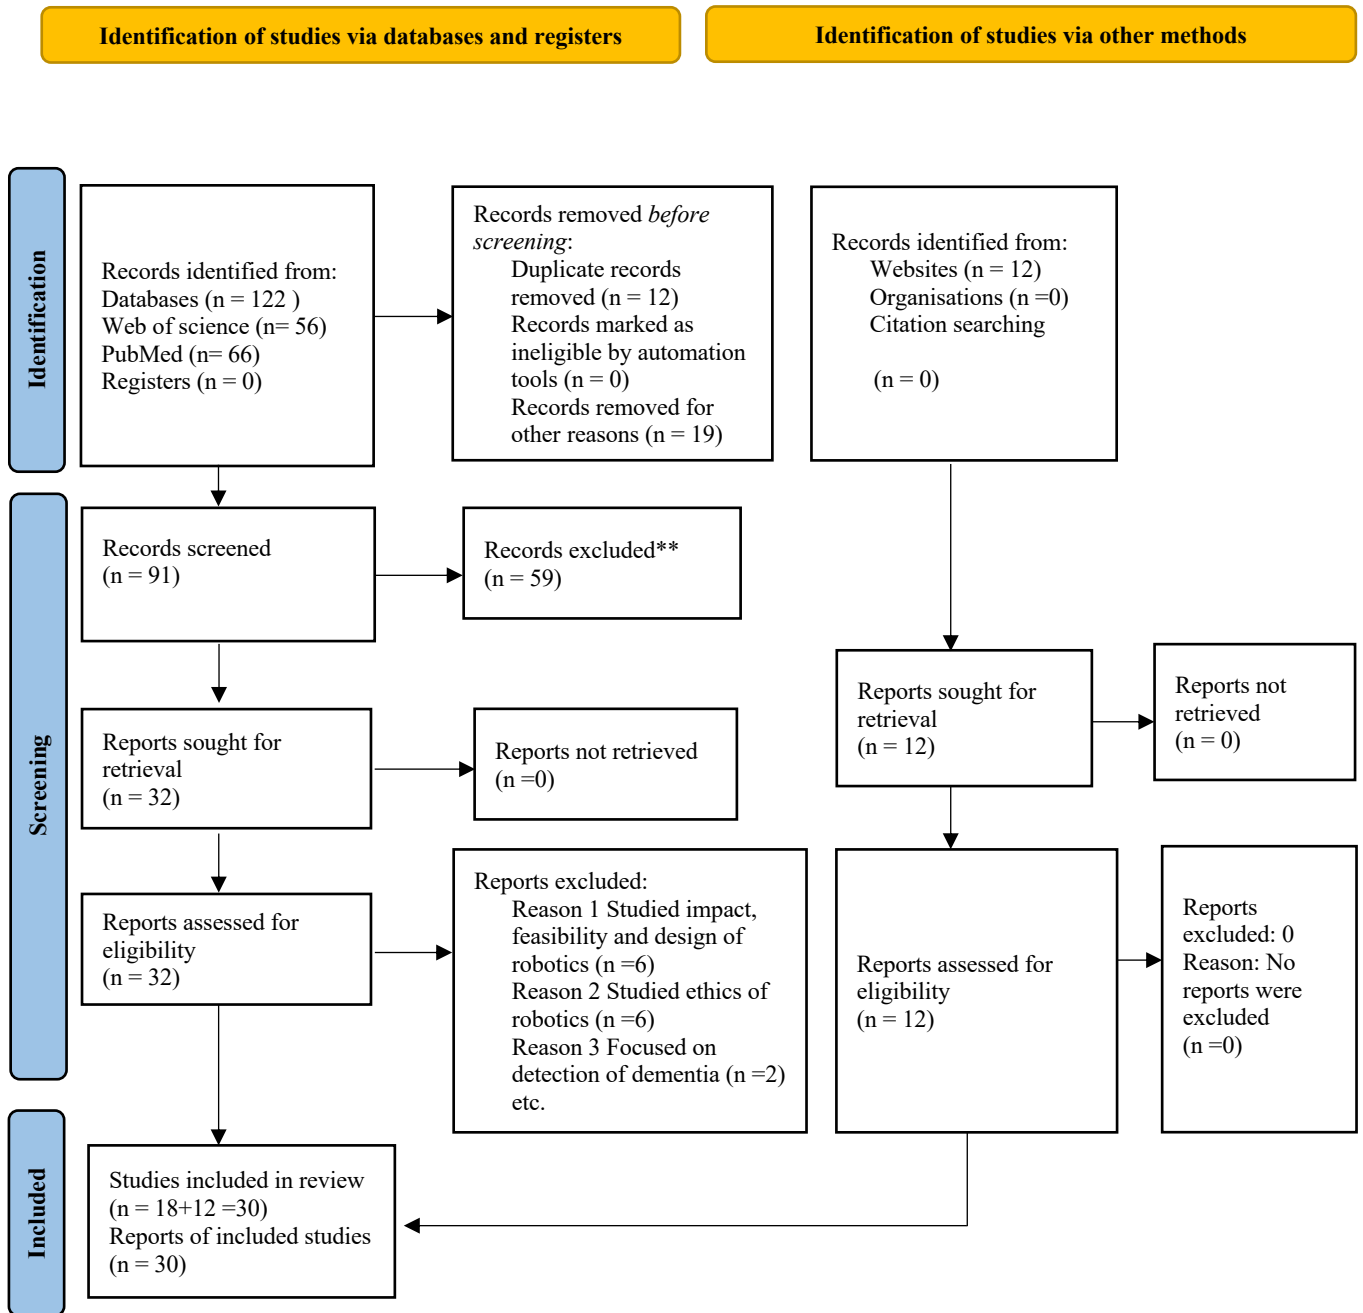 Identification of studies via databases and registers
Identification of studies via other methods
Identification
Records identified from:
Databases (n = 122 )
Web of science (n= 56)
PubMed (n= 66)
Registers (n = 0)
Records removed before
screening:
Duplicate records
removed (n = 12)
Records marked as
ineligible by automation
tools (n = 0)
Records removed for
other reasons (n = 19)
Records identified from:
Websites (n = 12)
Organisations (n =0)
Citation searching
(n = 0)
Screening
Records screened
(n = 91)
Records excluded**
(n = 59)
Reports sought for
retrieval
(n = 32)
Reports not retrieved
(n =0)
Reports sought for
retrieval
(n = 12)
Reports not
retrieved
(n = 0)
Reports assessed for
eligibility
(n = 32)
Reports excluded:
Reason 1 Studied impact,
feasibility and design of
robotics (n =6)
Reason 2 Studied ethics of
robotics (n =6)
Reason 3 Focused on
detection of dementia (n =2)
etc.
Reports assessed for
eligibility
(n = 12)
Reports
excluded: 0
Reason: No
reports were
excluded
(n =0)
Included
Studies included in review
(n = 18+12 =30)
Reports of included studies
(n = 30)